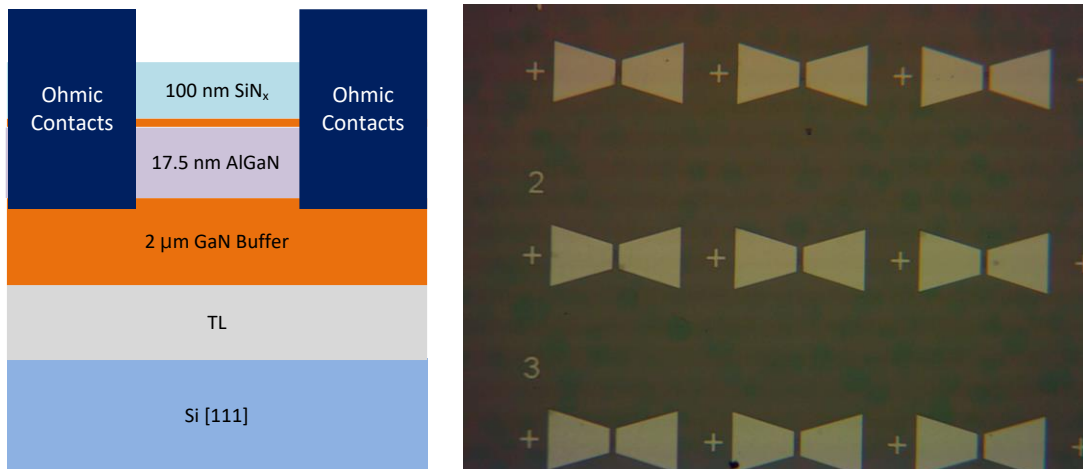 Ohmic
Contacts
100 nm SiNₓ
Ohmic
Contacts
17.5 nm AlGaN
2 µm GaN Buffer
TL
Si [111]
2
3